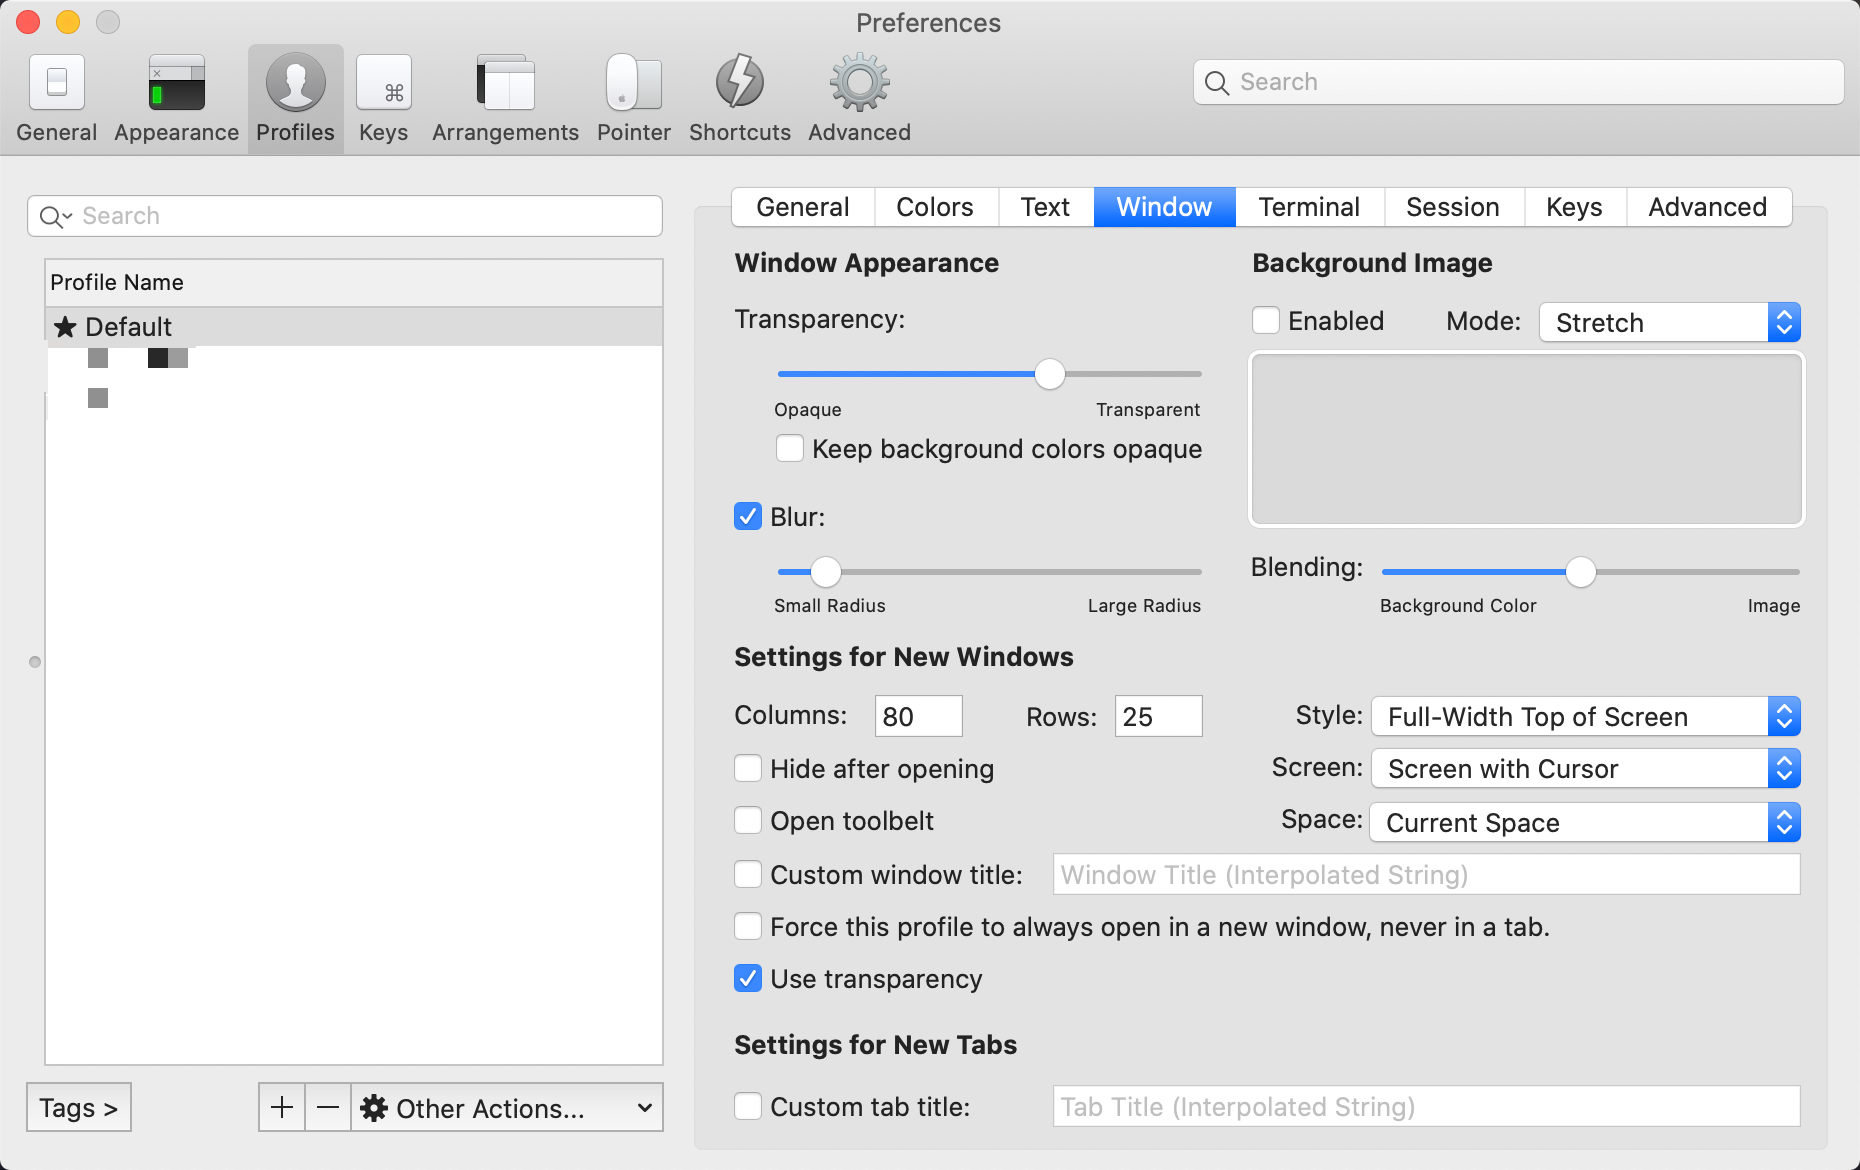 Preferences
General Appearance Profiles Keys Arrangements Pointer Shortcuts Advanced
Search
Search
Profile Name
★ Default
Tags >
+ − Other Actions...
General Colors Text Window Terminal Session Keys Advanced
Window Appearance
Transparency:
Opaque Transparent
Keep background colors opaque
Blur:
Small Radius Large Radius
Background Image
Enabled Mode: Stretch
Blending:
Background Color Image
Settings for New Windows
Columns: 80 Rows: 25 Style: Full-Width Top of Screen
Hide after opening Screen: Screen with Cursor
Open toolbelt Space: Current Space
Custom window title: Window Title (Interpolated String)
Force this profile to always open in a new window, never in a tab.
Use transparency
Settings for New Tabs
Custom tab title: Tab Title (Interpolated String)